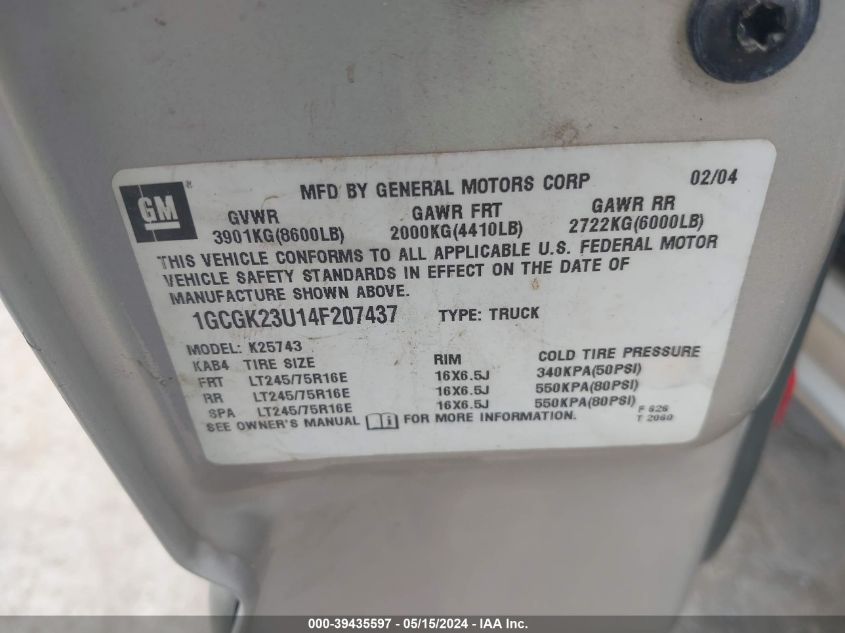 GM
MFD BY GENERAL MOTORS CORP 02/04
GVWR GAWR FRT GAWR RR
3901KG(8600LB) 2000KG(4410LB) 2722KG(6000LB)
THIS VEHICLE CONFORMS TO ALL APPLICABLE U.S. FEDERAL MOTOR
VEHICLE SAFETY STANDARDS IN EFFECT ON THE DATE OF
MANUFACTURE SHOWN ABOVE.
1GCGK23U14F207437 TYPE: TRUCK
MODEL: K25743
KAB4 TIRE SIZE RIM COLD TIRE PRESSURE
FRT LT245/75R16E 16X6.5J 340KPA(50PSI)
RR LT245/75R16E 16X6.5J 550KPA(80PSI)
SPA LT245/75R16E 16X6.5J 550KPA(80PSI)
SEE OWNER'S MANUAL FOR MORE INFORMATION.
F 626
T 2060
000-39435597 - 05/15/2024 - IAA Inc.